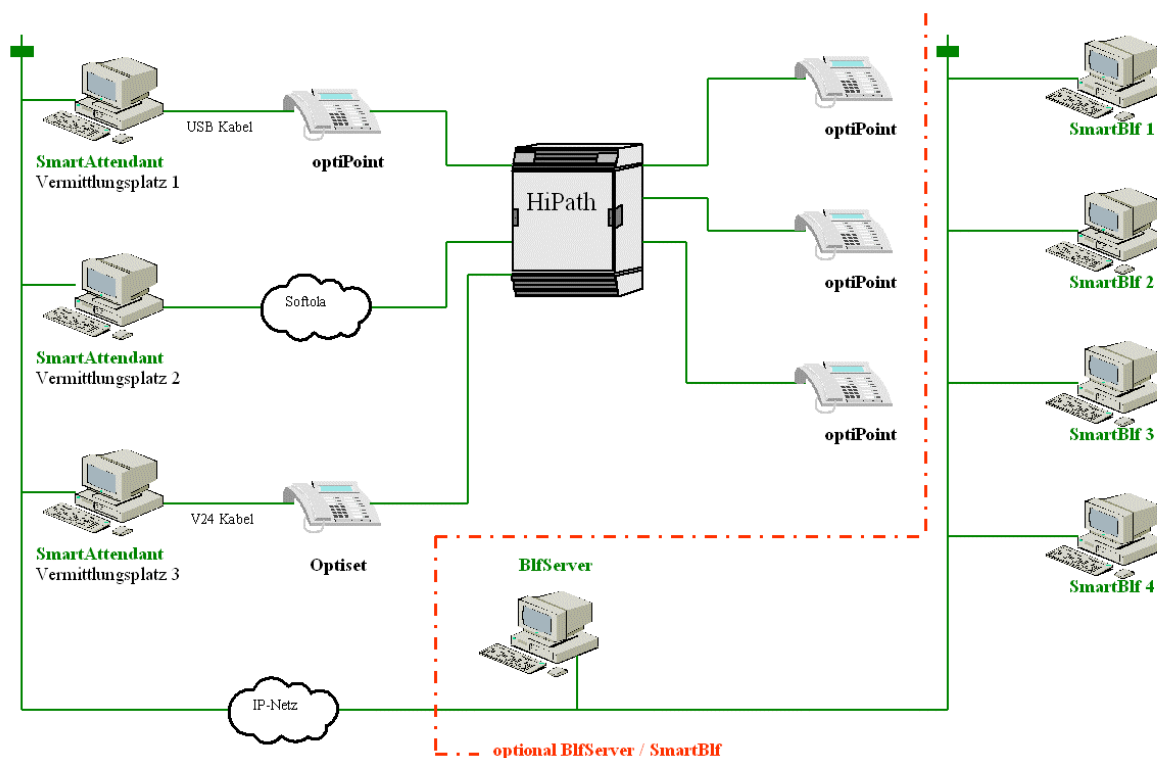 USB Kabel
SmartAttendant
Vermittlungsplatz 1
optiPoint
HiPath
optiPoint
SmartBlf 1
Softola
SmartAttendant
Vermittlungsplatz 2
optiPoint
SmartBlf 2
optiPoint
SmartBlf 3
V24 Kabel
SmartAttendant
Vermittlungsplatz 3
Optiset
BlfServer
SmartBlf 4
IP-Netz
optional BlfServer / SmartBlf